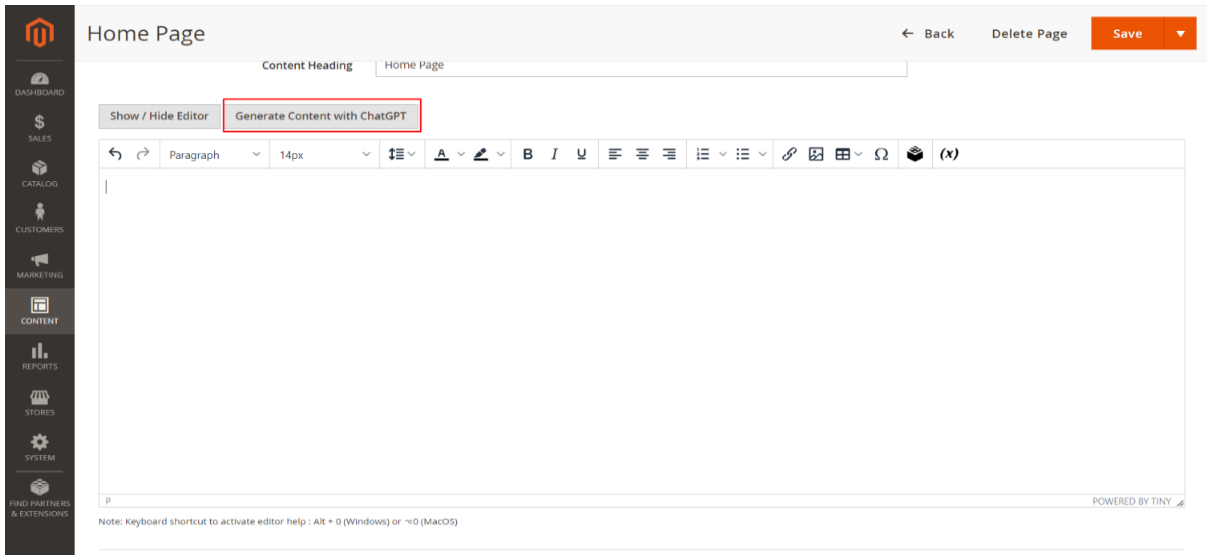 Home Page
← Back
Delete Page
Save
DASHBOARD
SALES
CATALOG
CUSTOMERS
MARKETING
CONTENT
REPORTS
STORES
SYSTEM
FIND PARTNERS
& EXTENSIONS
Content Heading
Home Page
Show / Hide Editor
Generate Content with ChatGPT
Paragraph
14px
A
B I U
Ω
(x)
P
POWERED BY TINY
Note: Keyboard shortcut to activate editor help : Alt + 0 (Windows) or ⌥0 (MacOS)